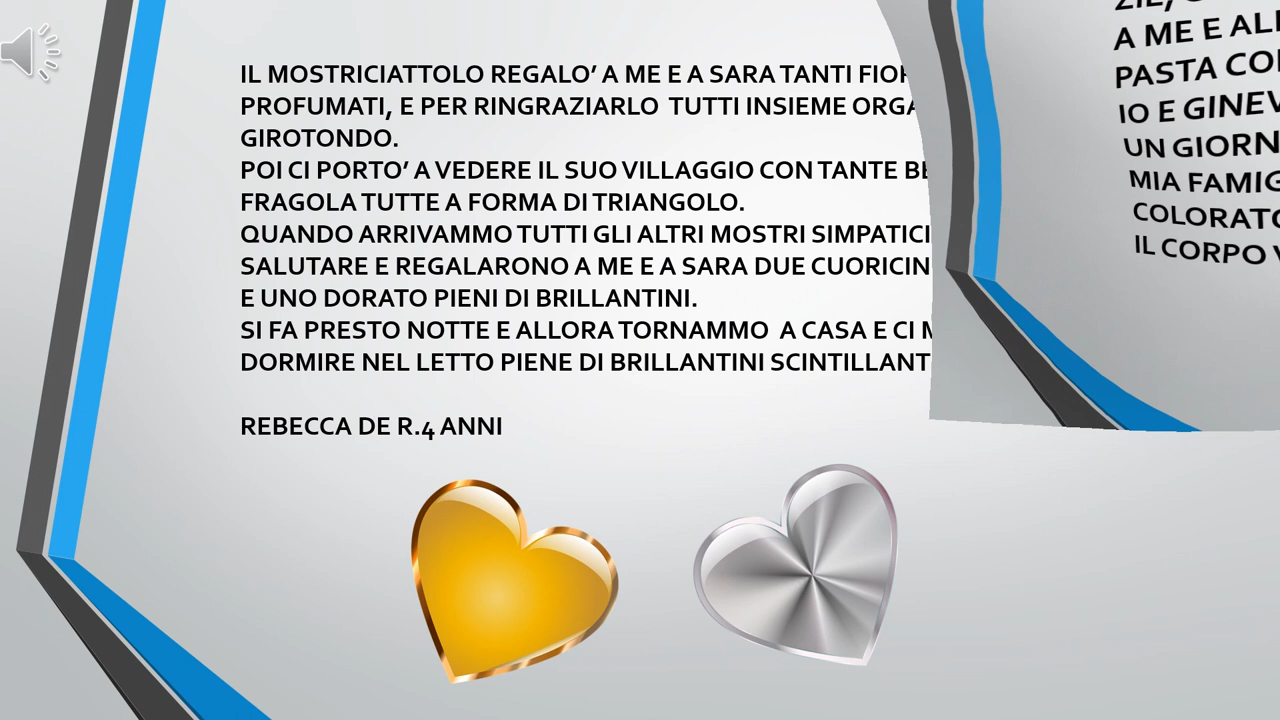 IL MOSTRICIATTOLO REGALO’ A ME E A SARA TANTI
PROFUMATI, E PER RINGRAZIARLO TUTTI INSIEME
GIROTONDO.
POI CI PORTO’ A VEDERE IL SUO VILLAGGIO CON TANTE
FRAGOLA TUTTE A FORMA DI TRIANGOLO.
QUANDO ARRIVAMMO TUTTI GLI ALTRI MOSTRI SIMPATICI
SALUTARE E REGALARONO A ME E A SARA DUE
E UNO DORATO PIENI DI BRILLANTINI.
SI FA PRESTO NOTTE E ALLORA TORNAMMO A CASA E CI
DORMIRE NEL LETTO PIENE DI BRILLANTINI
REBECCA DE R.4 ANNI
A ME E
PASTA
IO E
UN
MIA
IL CORPO